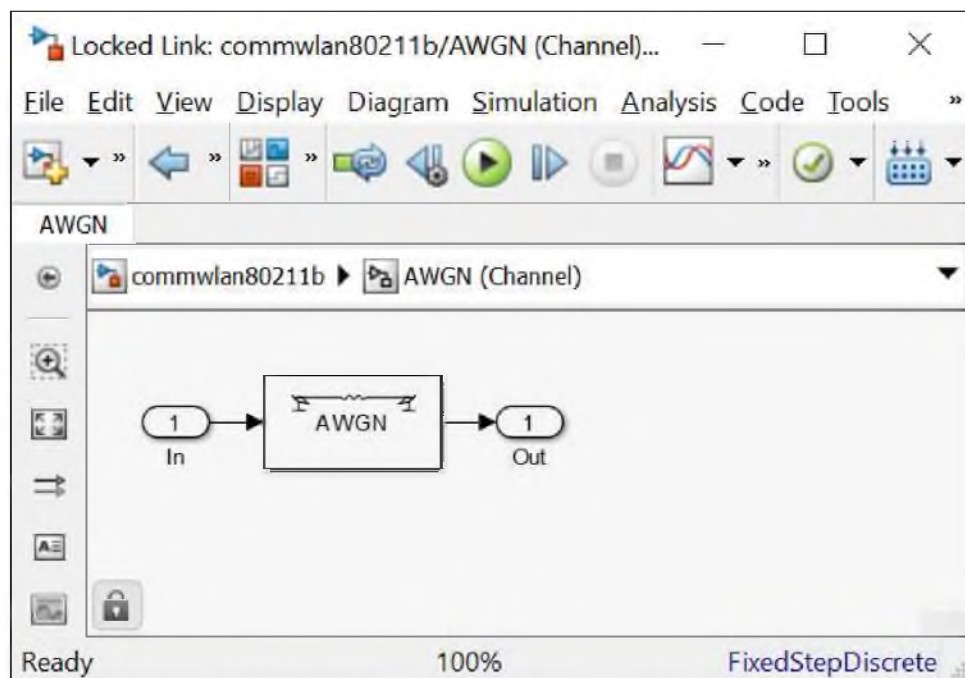 Locked Link: commwlan80211b/AWGN (Channel)...
File Edit View Display Diagram Simulation Analysis Code Tools »
» » » »
AWGN
commwlan80211b AWGN (Channel)
AWGN
1 1
In Out
Ready 100% FixedStepDiscrete